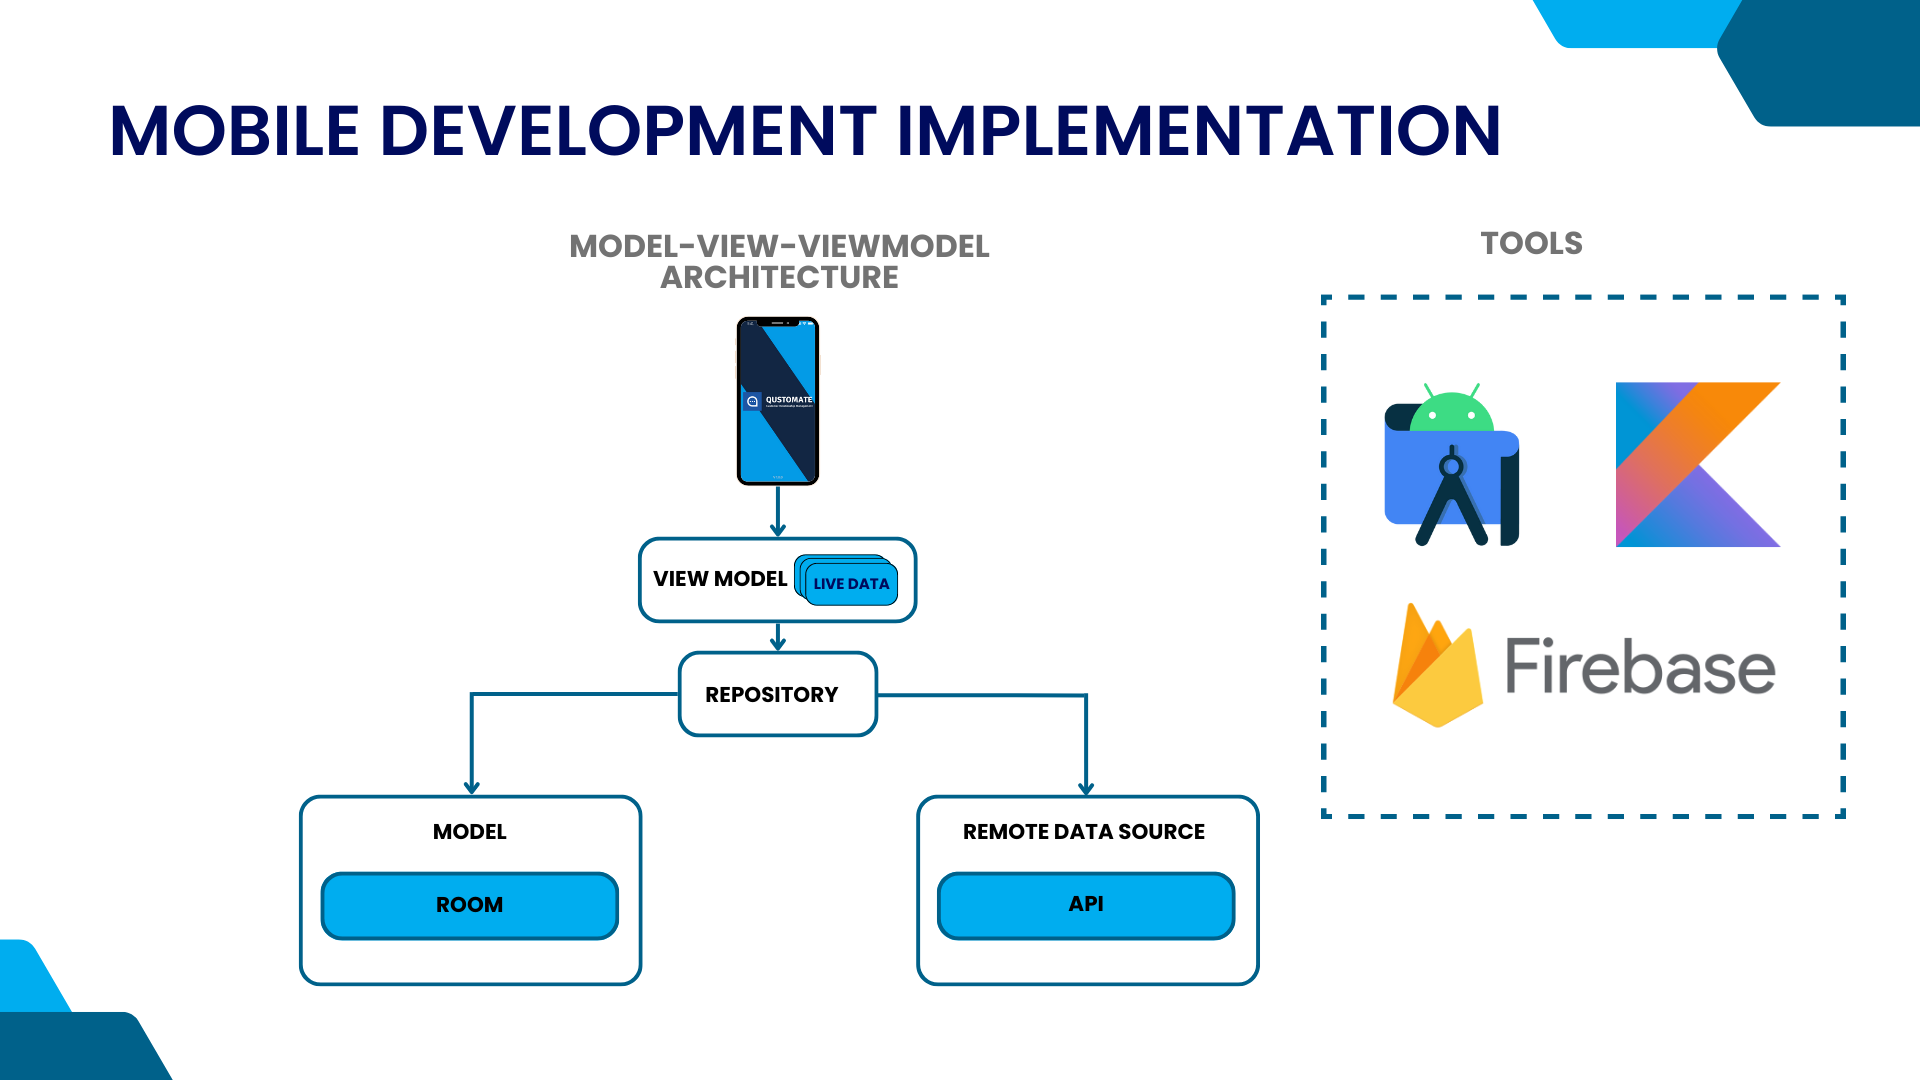 MOBILE DEVELOPMENT IMPLEMENTATION
MODEL-VIEW-VIEWMODEL
ARCHITECTURE
TOOLS
QUSTOMATE
VIEW MODEL
LIVE DATA
REPOSITORY
Firebase
MODEL
REMOTE DATA SOURCE
ROOM
API